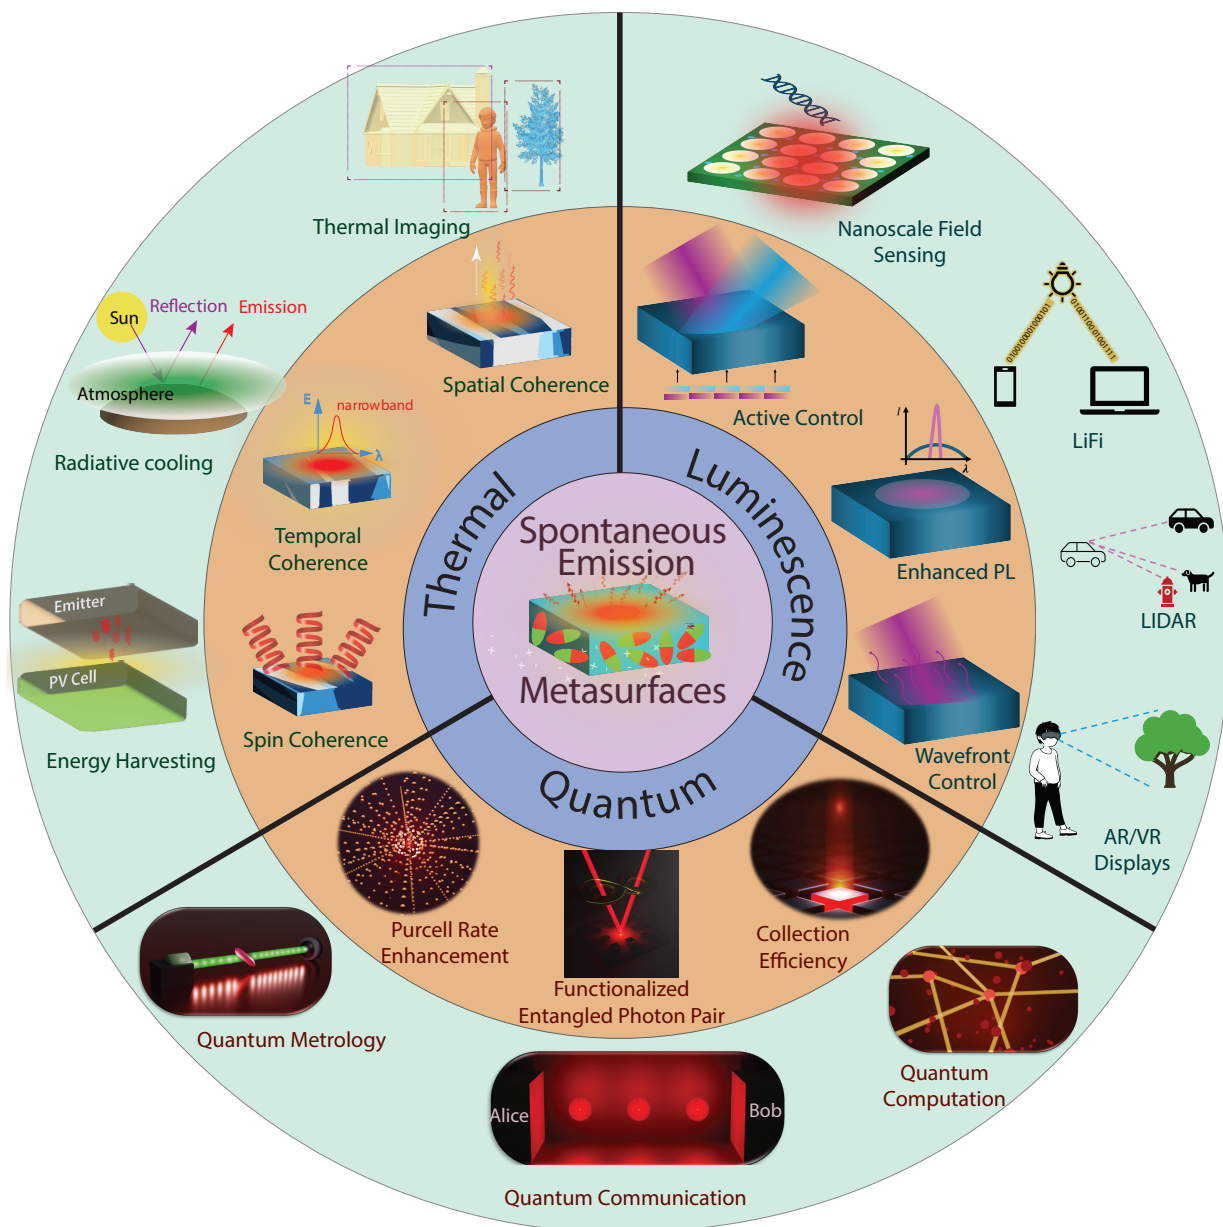 Thermal Imaging
Nanoscale Field
Sensing
Sun
Reflection
Emission
Atmosphere
Radiative cooling
Spatial Coherence
E
narrowband
λ
Temporal
Coherence
Active Control
010010001000101
0100110001001111
LiFi
I
λ
Enhanced PL
LIDAR
Thermal
Luminescence
Quantum
Spontaneous
Emission
Metasurfaces
Emitter
PV Cell
Energy Harvesting
Spin Coherence
Wavefront
Control
AR/VR
Displays
Purcell Rate
Enhancement
Functionalized
Entangled Photon Pair
Collection
Efficiency
Quantum Metrology
Alice
Bob
Quantum Communication
Quantum
Computation